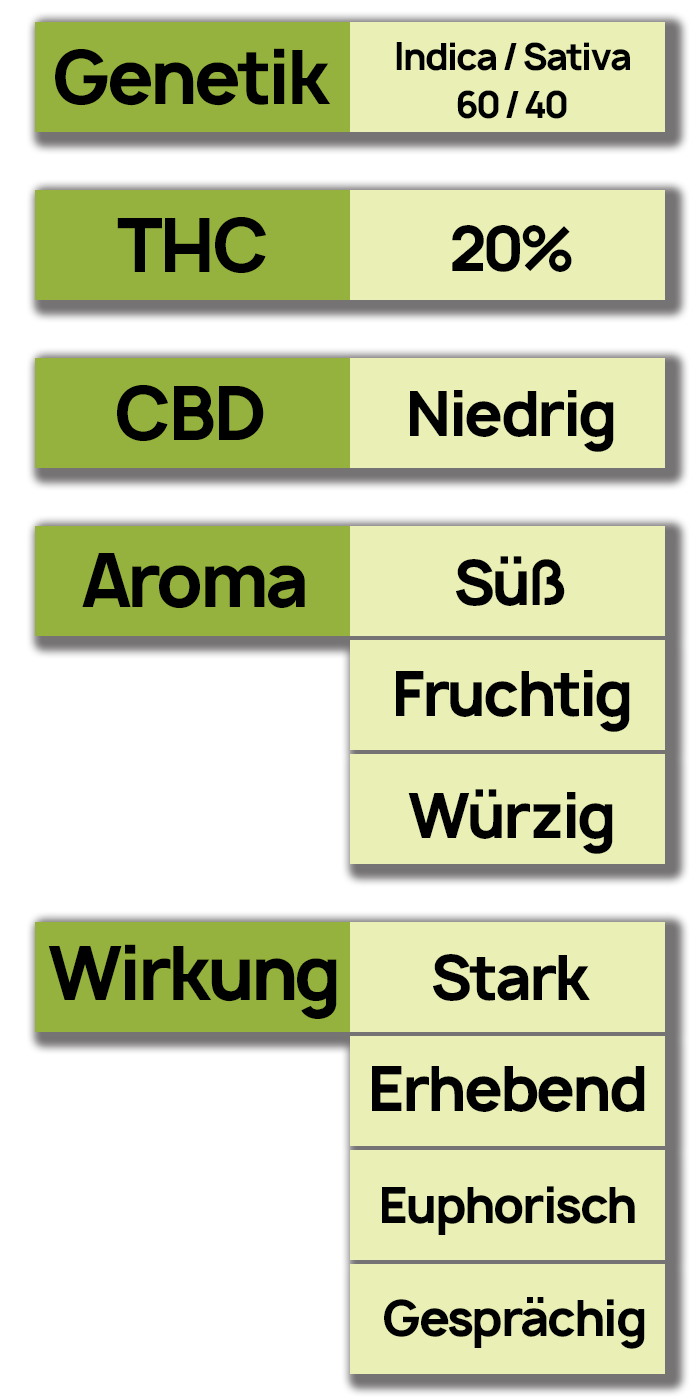 Genetik
Indica / Sativa
60 / 40
THC
20%
CBD
Niedrig
Aroma
Süß
Fruchtig
Würzig
Wirkung
Stark
Erhebend
Euphorisch
Gesprächig